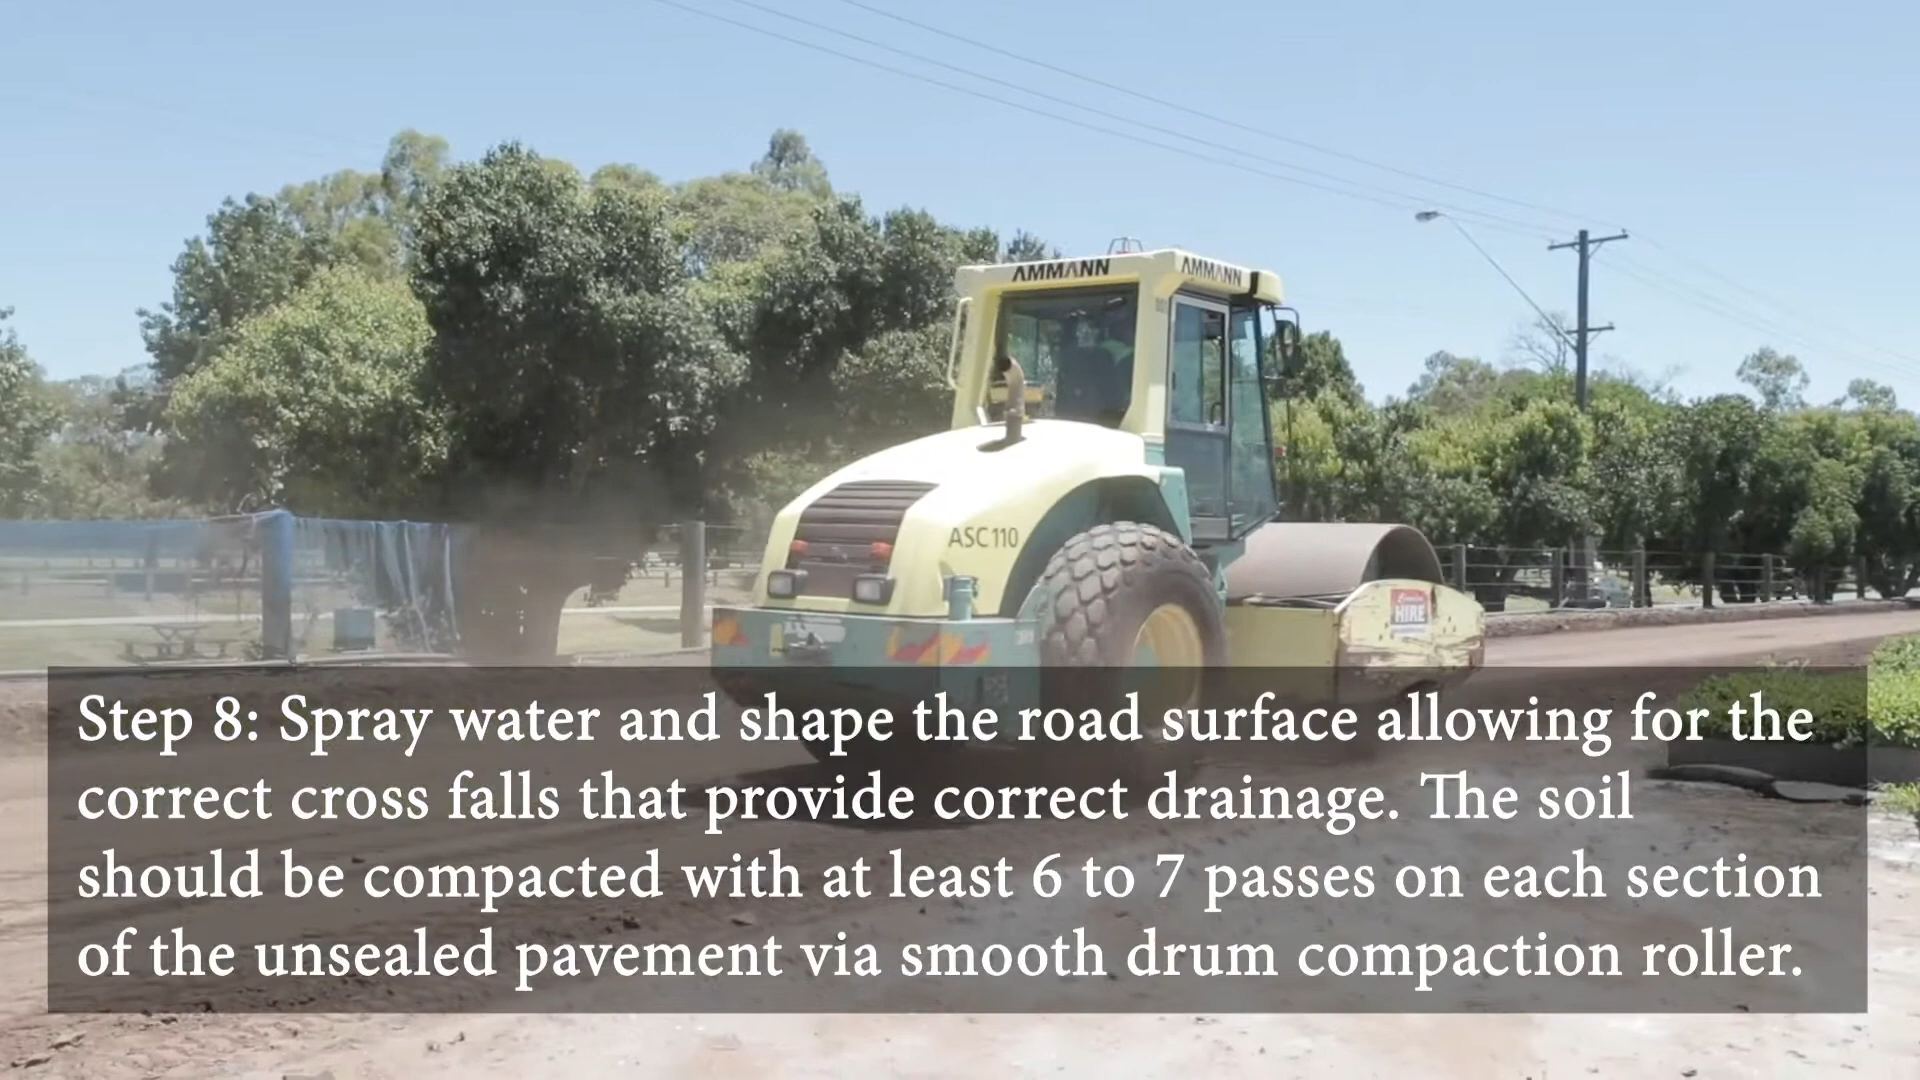 AMMANN
AMMANN
ASC110
HIRE
Step 8: Spray water and shape the road surface allowing for the
correct cross falls that provide correct drainage. The soil
should be compacted with at least 6 to 7 passes on each section
of the unsealed pavement via smooth drum compaction roller.